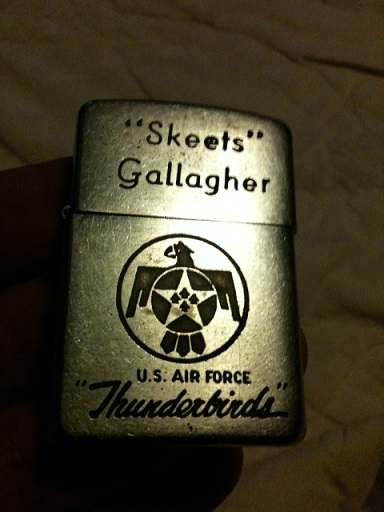 "Skeets"
Gallagher
U.S. AIR FORCE
"Thunderbirds"